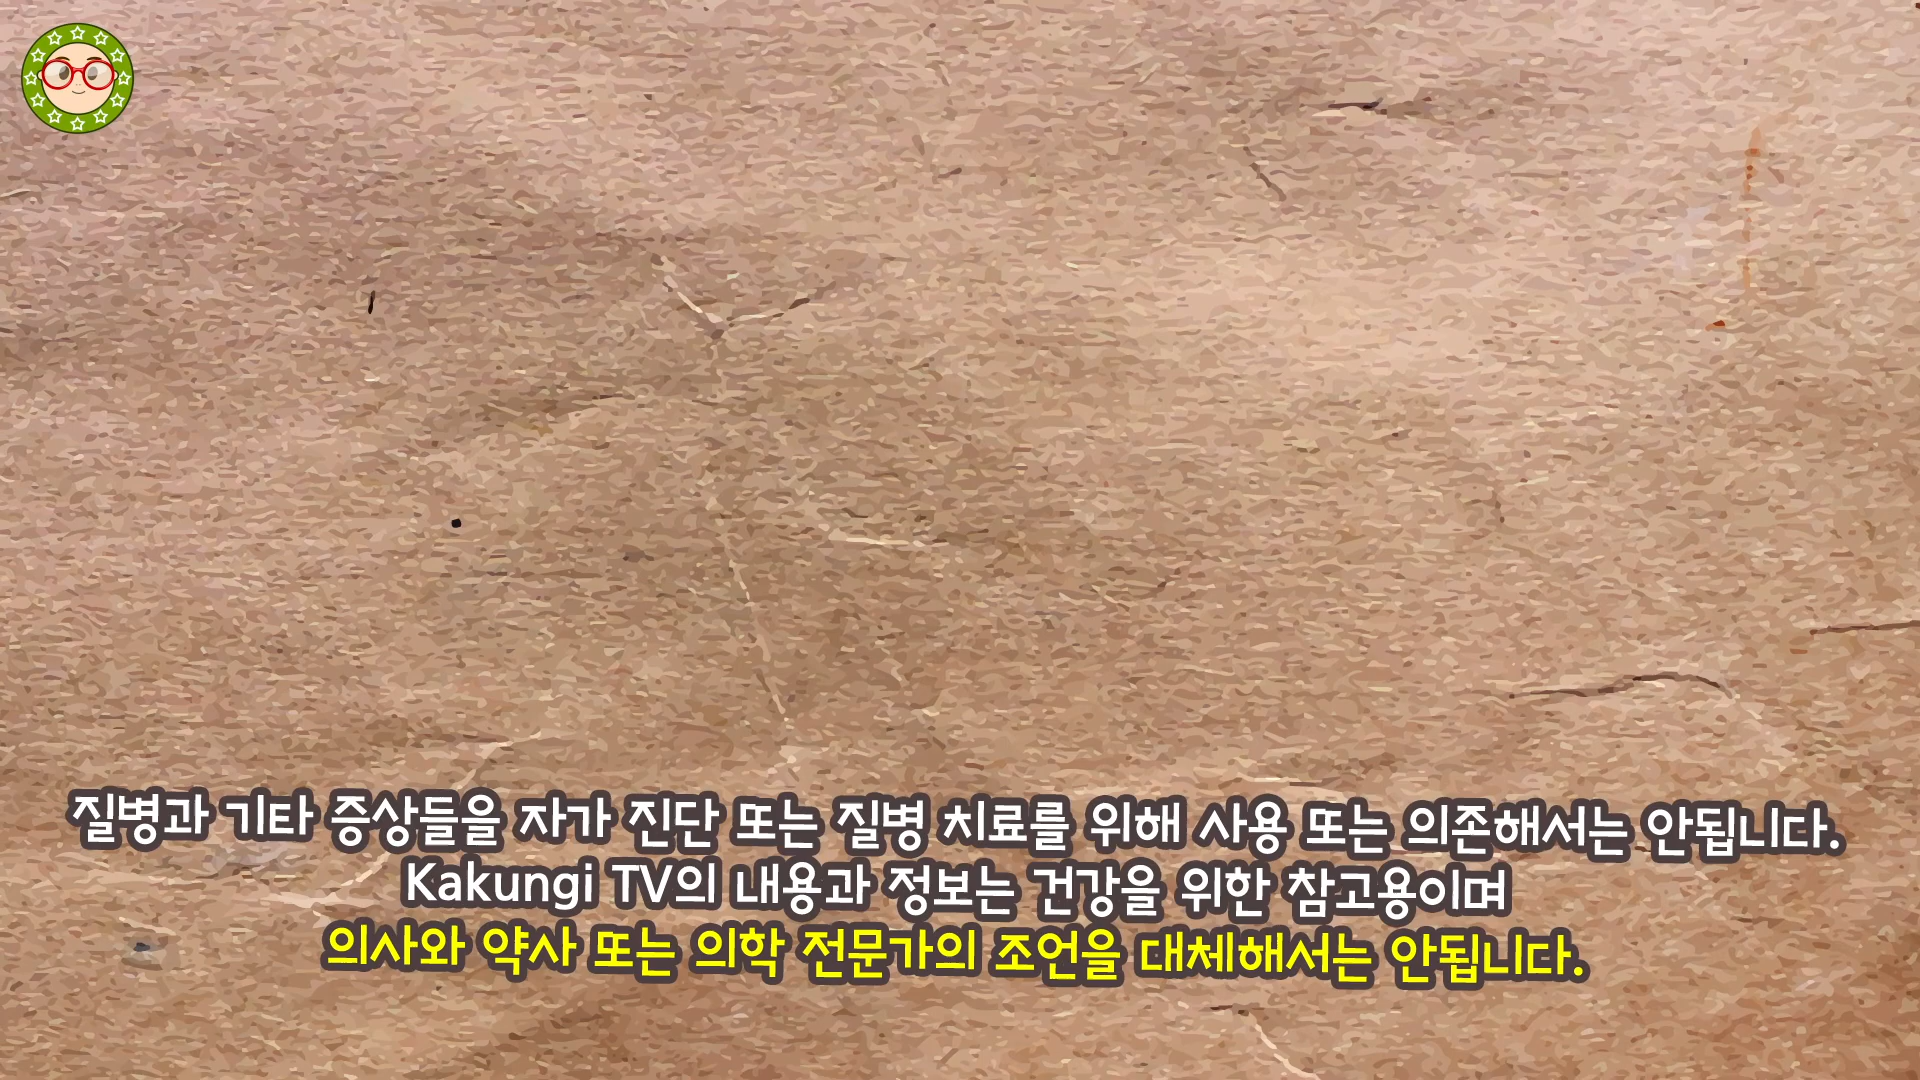 질병과 기타 증상들을 자가 진단 또는 질병 치료를 위해 사용 또는 의존해서는 안됩니다.
Kakungi TV의 내용과 정보는 건강을 위한 참고용이며
의사와 약사 또는 의학 전문가의 조언을 대체해서는 안됩니다.